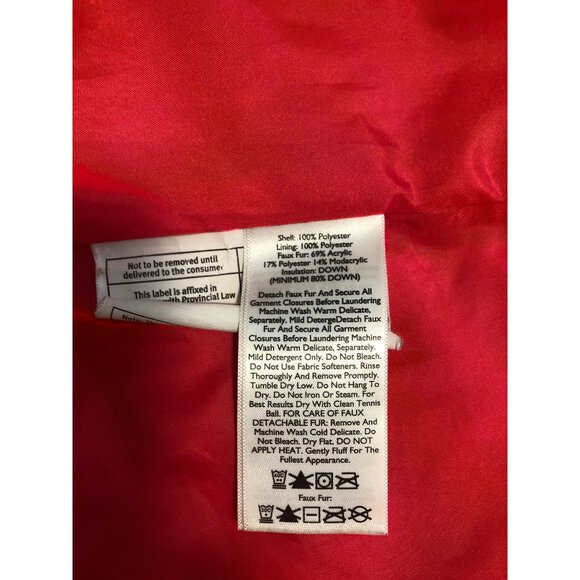 Not to be removed until
delivered to the consume
This label is affixed in
with Provincial Law
Shell: 100% Polyester
Lining: 100% Polyester
Faux Fur: 69% Acrylic
17% Polyester 14% Modacrylic
Insulation: DOWN
(MINIMUM 80% DOWN)
Detach Faux Fur And Secure All
Garment Closures Before Laundering
Machine Wash Warm Delicate,
Separately. Mild DetergeDetach Faux
Fur And Secure All Garment
Closures Before Laundering Machine
Wash Warm Delicate, Separately.
Mild Detergent Only. Do Not Bleach.
Do Not Use Fabric Softeners. Rinse
Thoroughly And Remove Promptly.
Tumble Dry Low. Do Not Hang To
Dry. Do Not Iron Or Steam. For
Best Results Dry With Clean Tennis
Ball. FOR CARE OF FAUX
DETACHABLE FUR: Remove And
Machine Wash Cold Delicate. Do
Not Bleach. Dry Flat. DO NOT
APPLY HEAT. Gently Fluff For The
Fullest Appearance.
Faux Fur: